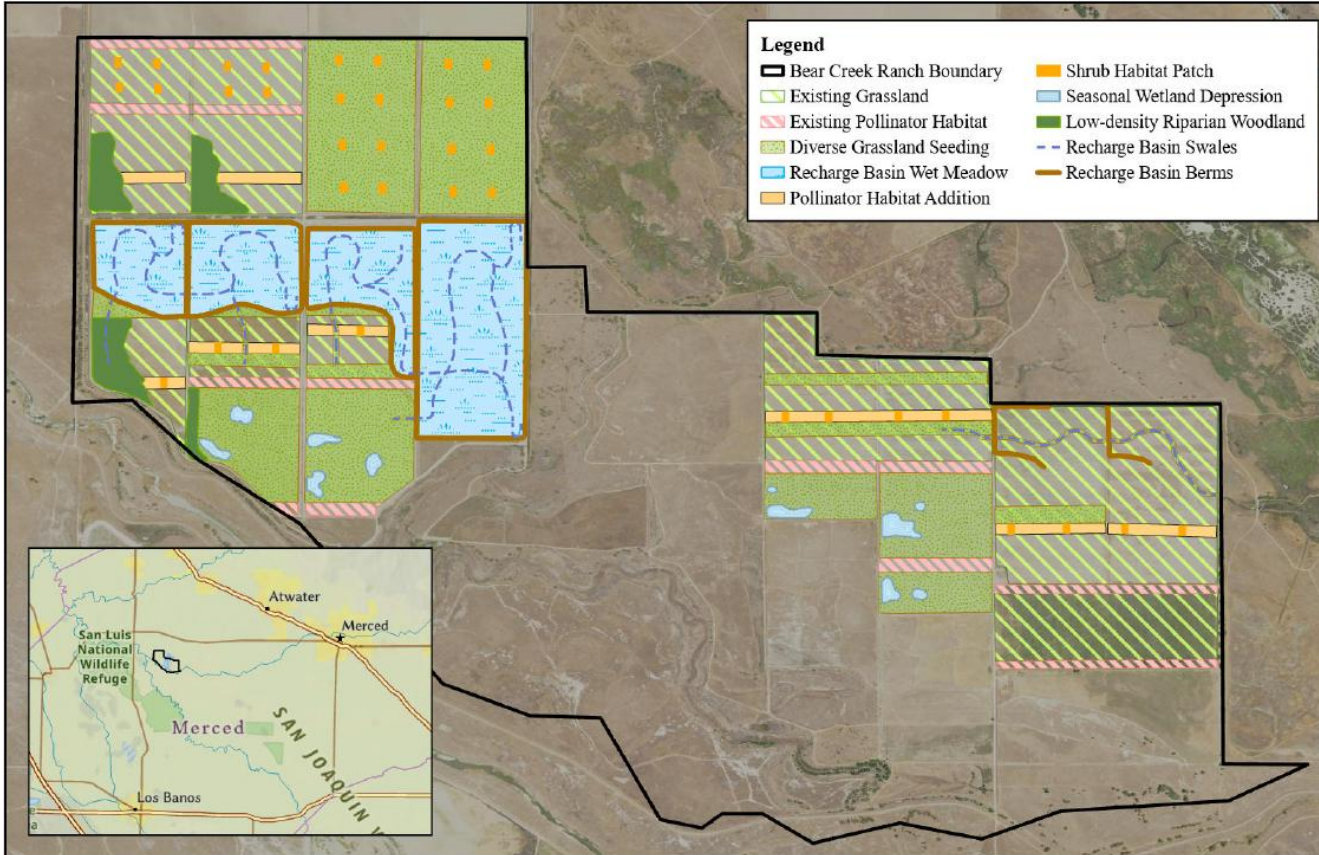 Legend
Bear Creek Ranch Boundary
Existing Grassland
Existing Pollinator Habitat
Diverse Grassland Seeding
Recharge Basin Wet Meadow
Pollinator Habitat Addition
Shrub Habitat Patch
Seasonal Wetland Depression
Low-density Riparian Woodland
Recharge Basin Swales
Recharge Basin Berms
Atwater
Merced
San Luis
National
Wildlife
Refuge
Merced
SAN JOAQUIN
Los Banos